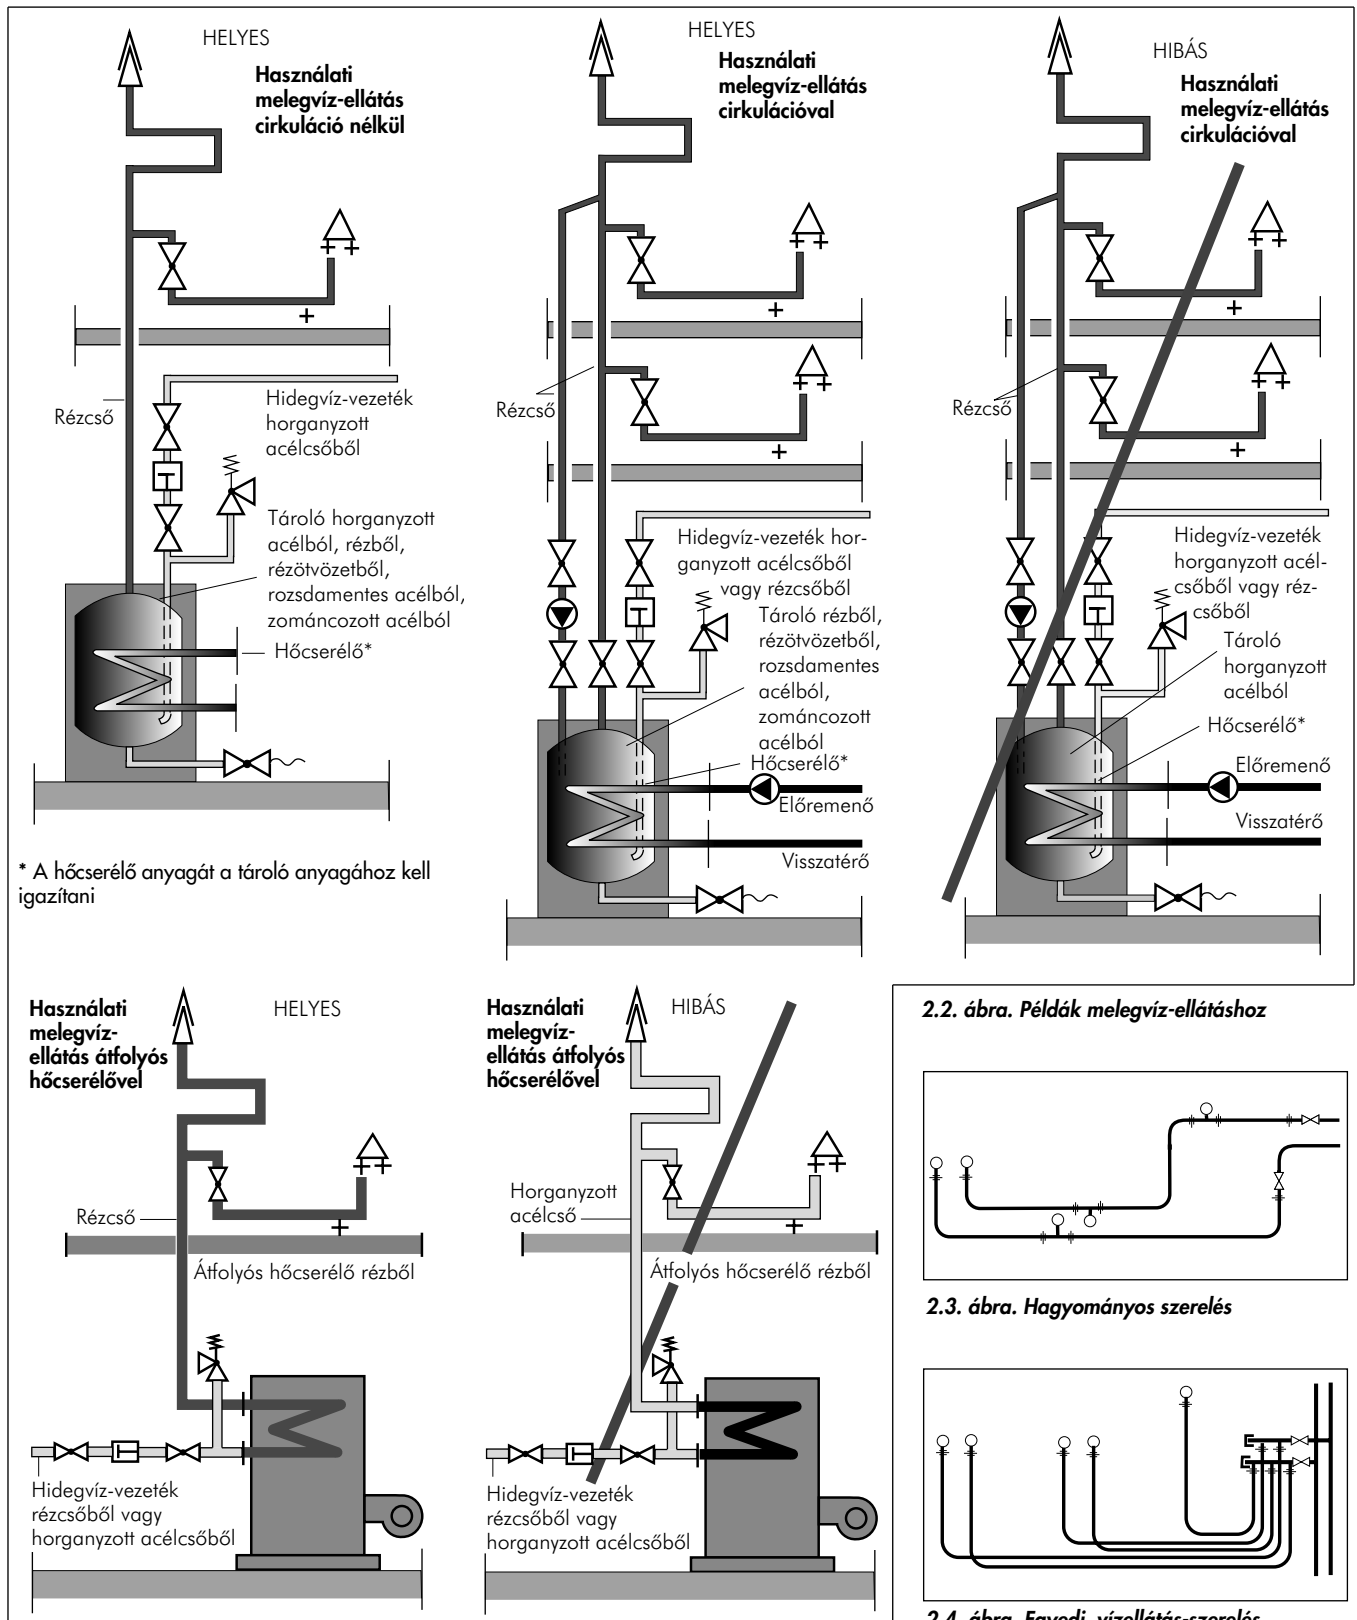 HELYES
Használati
melegvíz-ellátás
cirkuláció nélkül
Rézcső
Hidegvíz-vezeték
horganyzott
acélcsőből
Tároló horganyzott
acélból, rézből,
rézötvözetből,
rozsdamentes acélból,
zománcozott acélból
Hőcserélő*
* A hőcserélő anyagát a tároló anyagához kell
igazítani
HELYES
Használati
melegvíz-ellátás
cirkulációval
Rézcső
Hidegvíz-vezeték hor-
ganyzott acélcsőből
vagy rézcsőből
Tároló rézből,
rézötvözetből,
rozsdamentes
acélból,
zománcozott
acélból
Hőcserélő*
Előremenő
Visszatérő
HIBÁS
Használati
melegvíz-ellátás
cirkulációval
Rézcső
Hidegvíz-vezeték
horganyzott acél-
csőből vagy réz-
csőből
Tároló
horganyzott
acélból
Hőcserélő*
Előremenő
Visszatérő
Használati
melegvíz-
ellátás átfolyós
hőcserélővel
HELYES
Rézcső
Átfolyós hőcserélő rézből
Hidegvíz-vezeték
rézcsőből vagy
horganyzott acélcsőből
Használati
melegvíz-
ellátás átfolyós
hőcserélővel
HIBÁS
Horganyzott
acélcső
Átfolyós hőcserélő rézből
Hidegvíz-vezeték
rézcsőből vagy
horganyzott acélcsőből
2.2. ábra. Példák melegvíz-ellátáshoz
2.3. ábra. Hagyományos szerelés
2.4. ábra. Egyedi vízellátás-szerelés